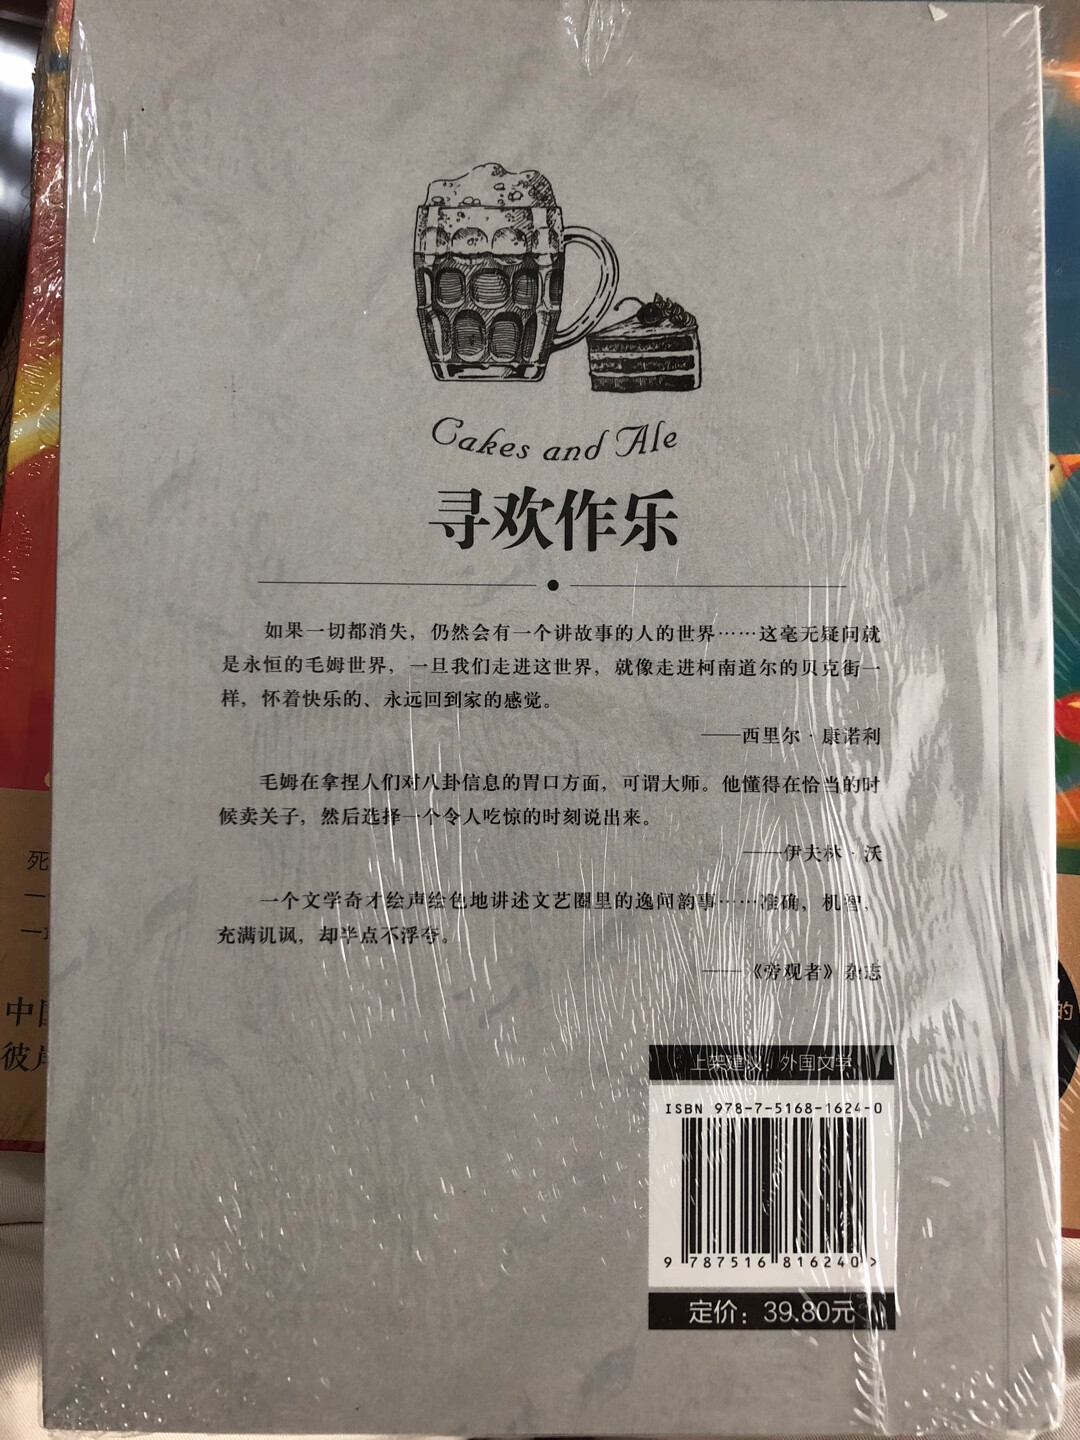 Cakes and Ale
寻欢作乐
如果一切都消失，仍然会有一个讲故事的人的世界……这毫无疑问就
是永恒的毛姆世界，一旦我们走进这世界，就像走进柯南道尔的贝克街一
样，怀着快乐的、永远回到家的感觉。
——西里尔·康诺利
毛姆在拿捏人们对八卦信息的胃口方面，可谓大师。他懂得在恰当的时
候卖关子，然后选择一个令人吃惊的时刻说出来。
——伊夫林·沃
一个文学奇才绘声绘色地讲述文艺圈里的逸闻韵事……准确，机智，
充满讥讽，却半点不浮夸。
——《旁观者》杂志
上架建议：外国文学
ISBN 978-7-5168-1624-0
9 787516 816240 >
定价：39.80元
死
一
一
中
彼
的